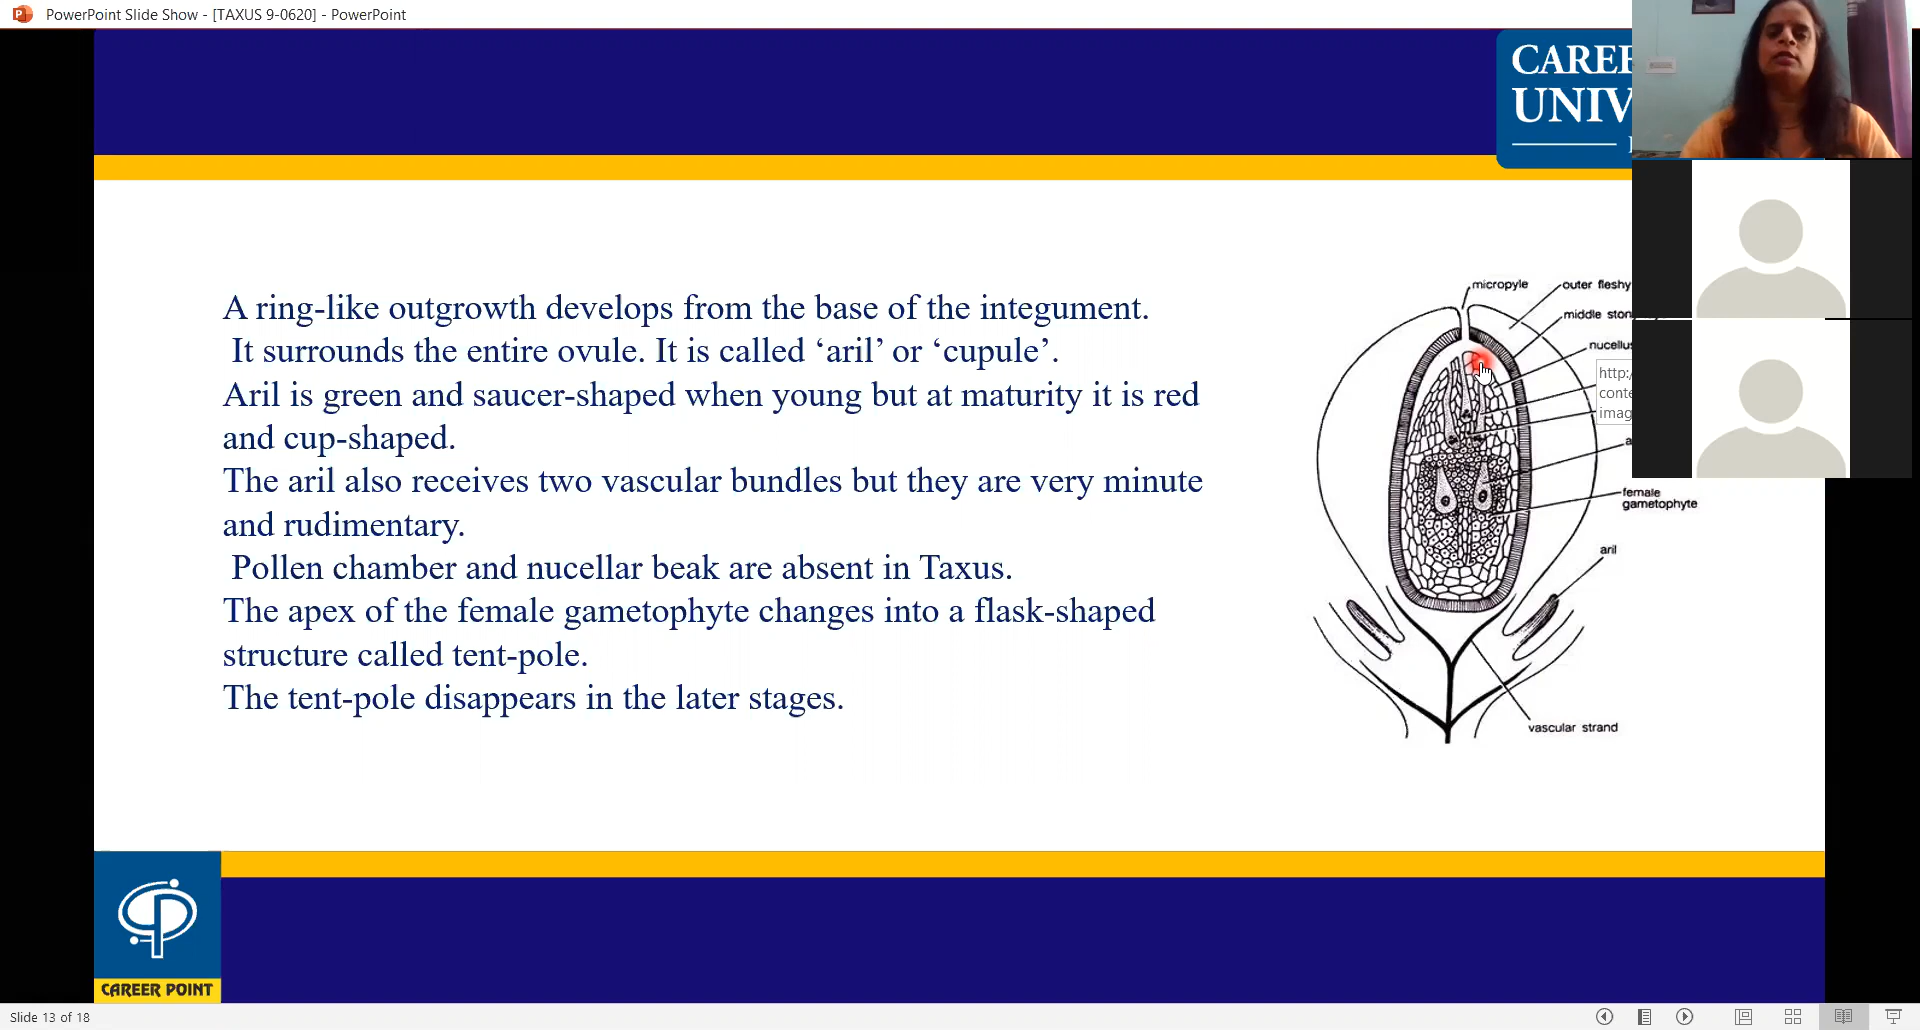 PowerPoint Slide Show - [TAXUS 9-0620] - PowerPoint
CAREE
UNIV
A ring-like outgrowth develops from the base of the integument.
It surrounds the entire ovule. It is called ‘aril’ or ‘cupule’.
Aril is green and saucer-shaped when young but at maturity it is red
and cup-shaped.
The aril also receives two vascular bundles but they are very minute
and rudimentary.
Pollen chamber and nucellar beak are absent in Taxus.
The apex of the female gametophyte changes into a flask-shaped
structure called tent-pole.
The tent-pole disappears in the later stages.
micropyle
outer fleshy
middle ston
nucellus
http:/
conte
imag
a
female
gametophyte
aril
vascular strand
CAREER POINT
Slide 13 of 18